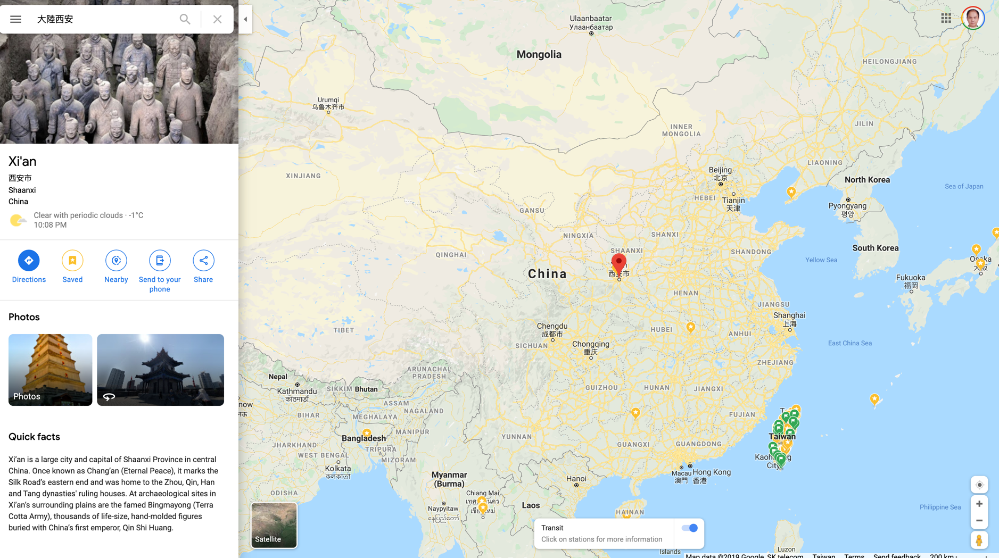 大陸西安
Xi'an
西安市
Shaanxi
China
Clear with periodic clouds · -1°C
10:08 PM
Directions
Saved
Nearby
Send to your
phone
Share
Photos
Photos
Quick facts
Xi'an is a large city and capital of Shaanxi Province in central
China. Once known as Chang'an (Eternal Peace), it marks the
Silk Road's eastern end and was home to the Zhou, Qin, Han
and Tang dynasties' ruling houses. At archaeological sites in
Xi'an's surrounding plains are the famed Bingmayong (Terra
Cotta Army), thousands of life-size, hand-molded figures
buried with China's first emperor, Qin Shi Huang.
Ulaanbaatar
Улаанбаатар
Mongolia
HEILONGJIANG
Urumqi
乌鲁木齐市
JILIN
INNER
MONGOLIA
LIAONING
XINJIANG
Beijing
北京
North Korea
Sea of Japan
HEBEI
Tianjin
天津
Pyongyang
평양
GANSU
NINGXIA
SHANXI
SHAANXI
SHANDONG
South Korea
QINGHAI
Yellow Sea
China
西安市
Osaka
大阪
Fukuoka
福岡
HENAN
JIANGSU
Shanghai
上海
Chengdu
成都市
TIBET
HUBEI
ANHUI
SICHUAN
Chongqing
重庆
East China Sea
ZHEJIANG
ARUNACHAL
PRADESH
Nepal
Kathmandu
काठमाडौं
SIKKIM
Bhutan
GUIZHOU
HUNAN
JIANGXI
ASSAM
NAGALAND
BIHAR
MEGHALAYA
FUJIAN
MANIPUR
Bangladesh
YUNNAN
Taiwan
JHARKHAND
TRIPURA
GUANGXI
GUANGDONG
WEST BENGAL
MIZORAM
Kaohsiung
City
Kolkata
কলকাতা
Macau
澳門
Hong Kong
香港
Myanmar
(Burma)
Hanoi
ODISHA
Chiang Mai
Laos
Naypyitaw
နေပြည်တော်
HAINAN
Philippine Sea
Satellite
Transit
Click on stations for more information
Luzon
Islands
Map data ©2019 Google, SK telecom
Taiwan
Terms
Send feedback
200 km